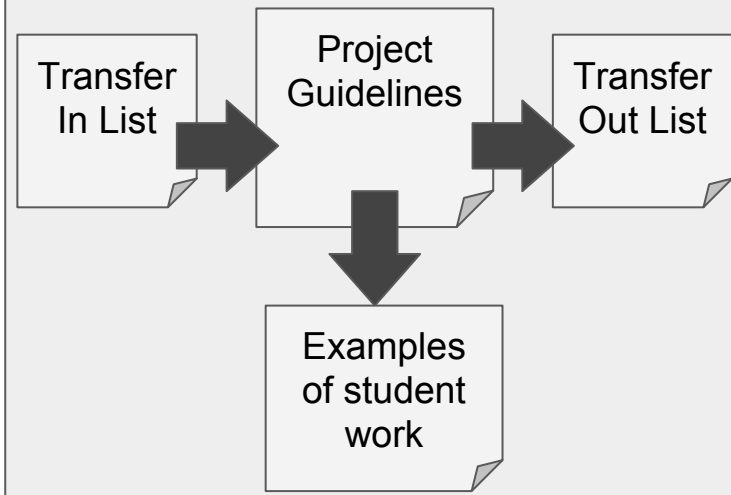 Transfer
In List
Project
Guidelines
Transfer
Out List
Examples
of student
work